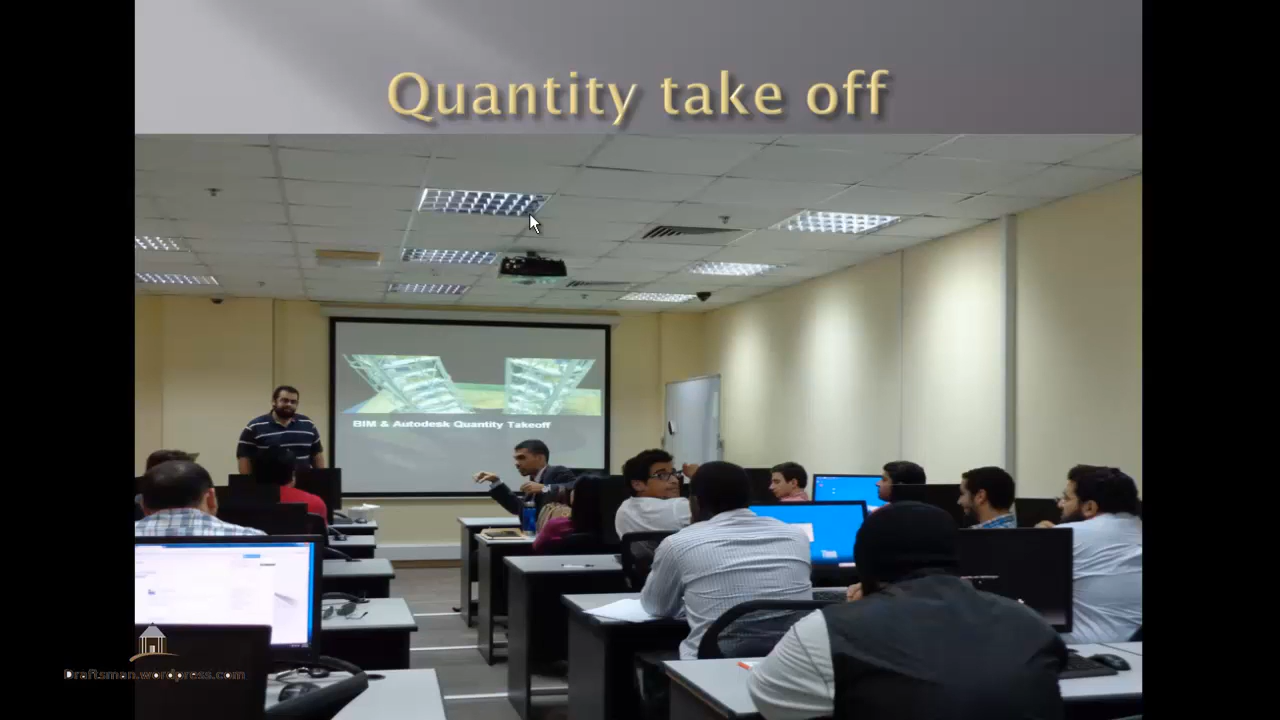 Quantity take off
BIM & Autodesk Quantity Takeoff
Draftsman.wordpress.com